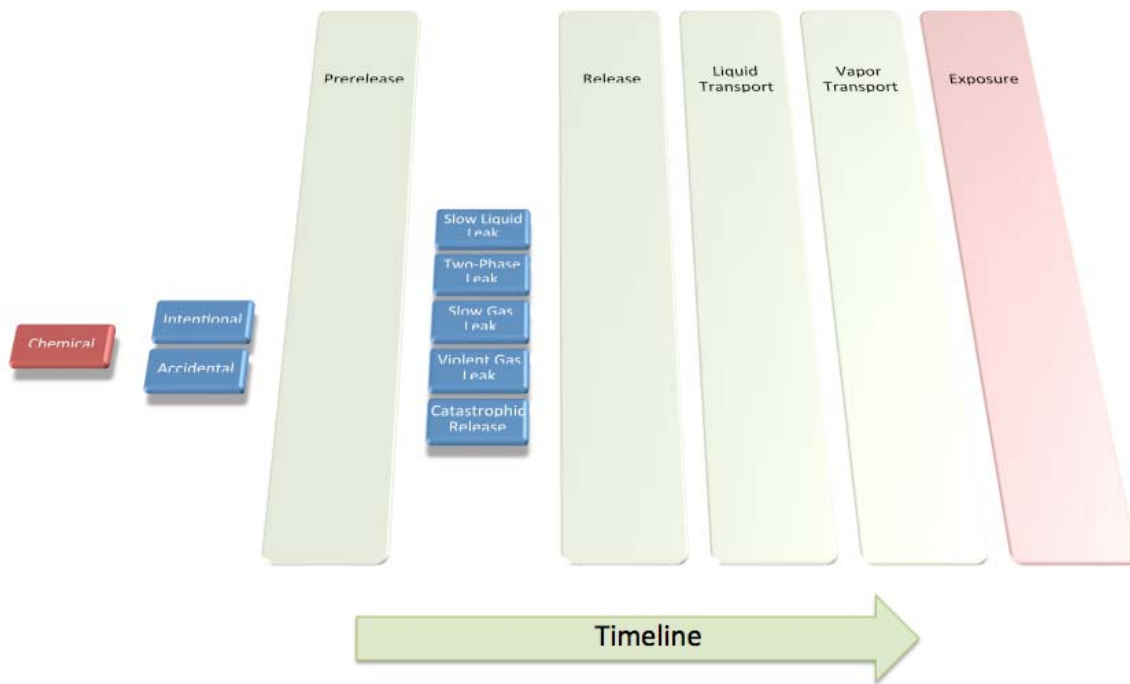 Prerelease
Release
Liquid
Transport
Vapor
Transport
Exposure
Slow Liquid
Leak
Two-Phase
Leak
Slow Gas
Leak
Violent Gas
Leak
Catastrophic
Release
Intentional
Accidental
Chemical
Timeline